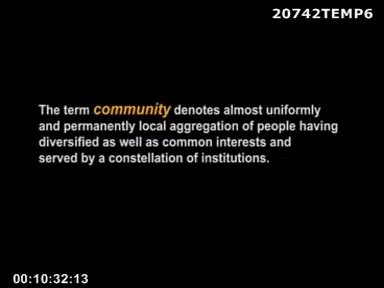 20742TEMP6
The term community denotes almost uniformly
and permanently local aggregation of people having
diversified as well as common interests and
served by a constellation of institutions.
00:10:32:13